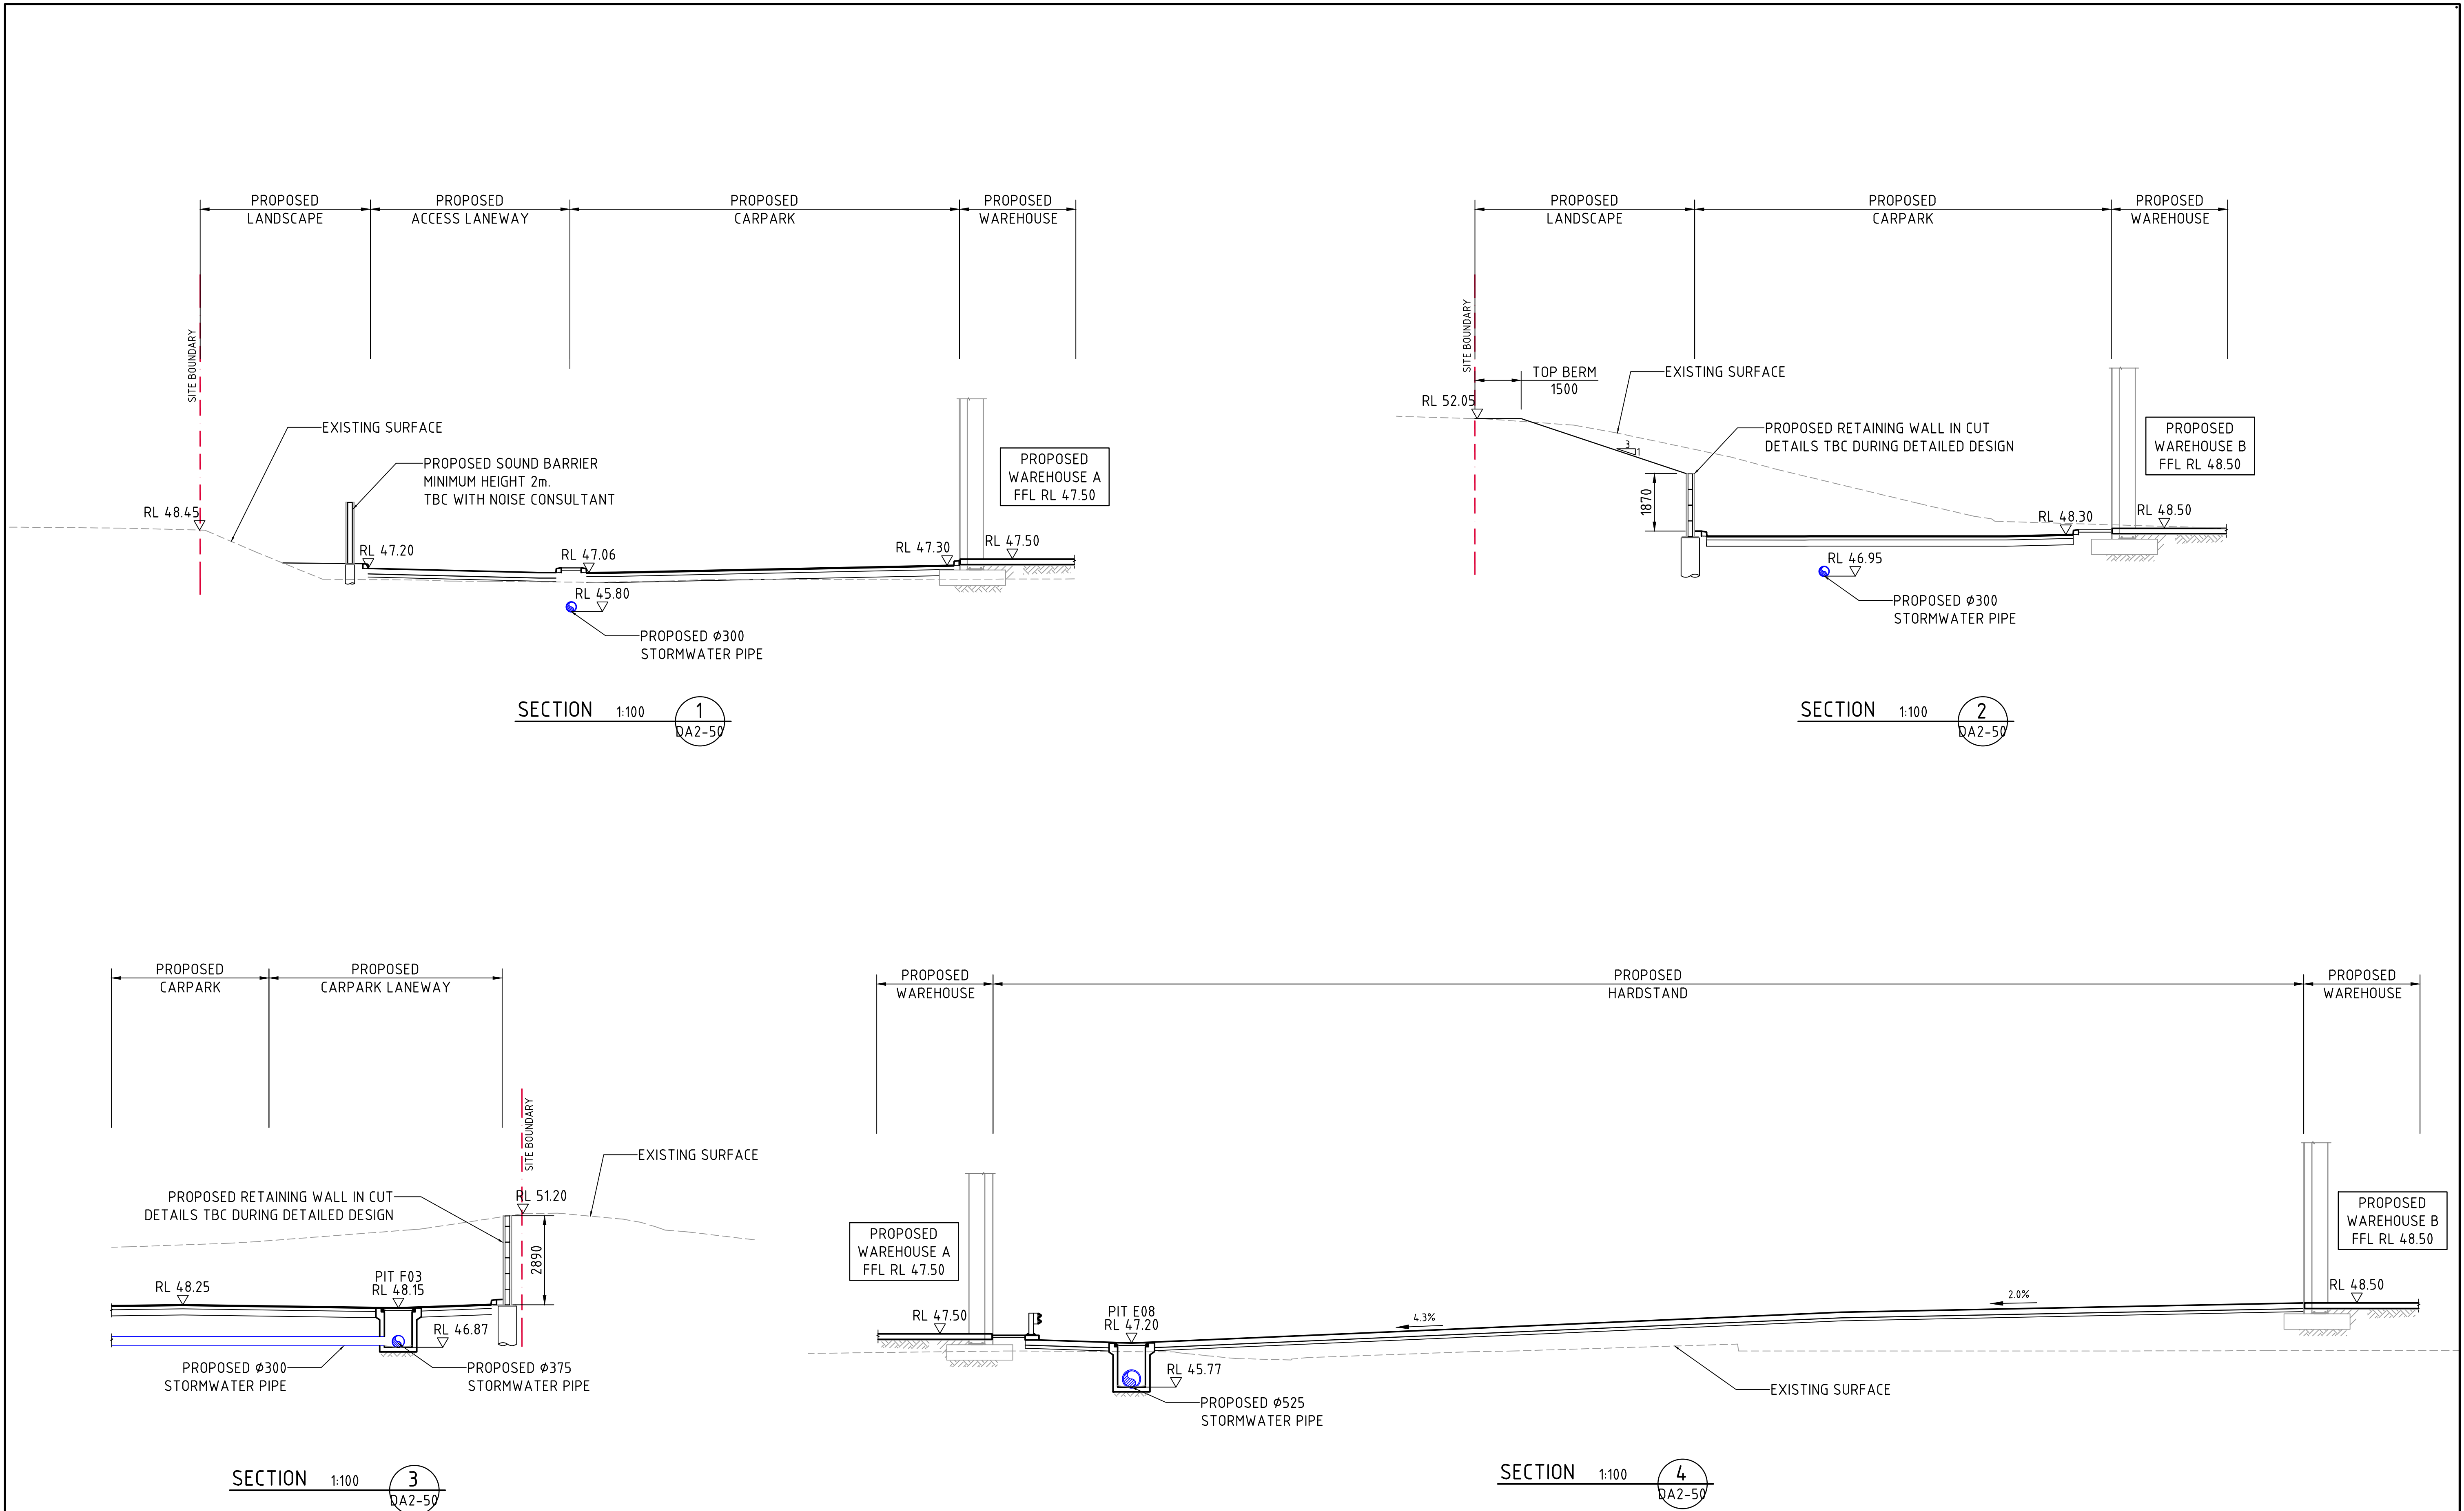 PROPOSED
LANDSCAPE
PROPOSED
ACCESS LANEWAY
PROPOSED
CARPARK
PROPOSED
WAREHOUSE
SITE BOUNDARY
EXISTING SURFACE
PROPOSED SOUND BARRIER
MINIMUM HEIGHT 2m.
TBC WITH NOISE CONSULTANT
PROPOSED
WAREHOUSE A
FFL RL 47.50
RL 48.45
RL 47.20
RL 47.06
RL 47.30
RL 47.50
RL 45.80
PROPOSED Ø300
STORMWATER PIPE
SECTION 1:100 1
DA2-50
PROPOSED
LANDSCAPE
PROPOSED
CARPARK
PROPOSED
WAREHOUSE
SITE BOUNDARY
TOP BERM
1500
EXISTING SURFACE
RL 52.05
3
1
PROPOSED RETAINING WALL IN CUT
DETAILS TBC DURING DETAILED DESIGN
PROPOSED
WAREHOUSE B
FFL RL 48.50
1870
RL 48.30
RL 48.50
RL 46.95
PROPOSED Ø300
STORMWATER PIPE
SECTION 1:100 2
DA2-50
PROPOSED
CARPARK
PROPOSED
CARPARK LANEWAY
SITE BOUNDARY
EXISTING SURFACE
PROPOSED RETAINING WALL IN CUT
DETAILS TBC DURING DETAILED DESIGN
RL 51.20
2890
RL 48.25
PIT F03
RL 48.15
RL 46.87
PROPOSED Ø300
STORMWATER PIPE
PROPOSED Ø375
STORMWATER PIPE
SECTION 1:100 3
DA2-50
PROPOSED
WAREHOUSE
PROPOSED
HARDSTAND
PROPOSED
WAREHOUSE
PROPOSED
WAREHOUSE A
FFL RL 47.50
PROPOSED
WAREHOUSE B
FFL RL 48.50
RL 47.50
PIT E08
RL 47.20
4.3%
2.0%
RL 48.50
RL 45.77
PROPOSED Ø525
STORMWATER PIPE
EXISTING SURFACE
SECTION 1:100 4
DA2-50